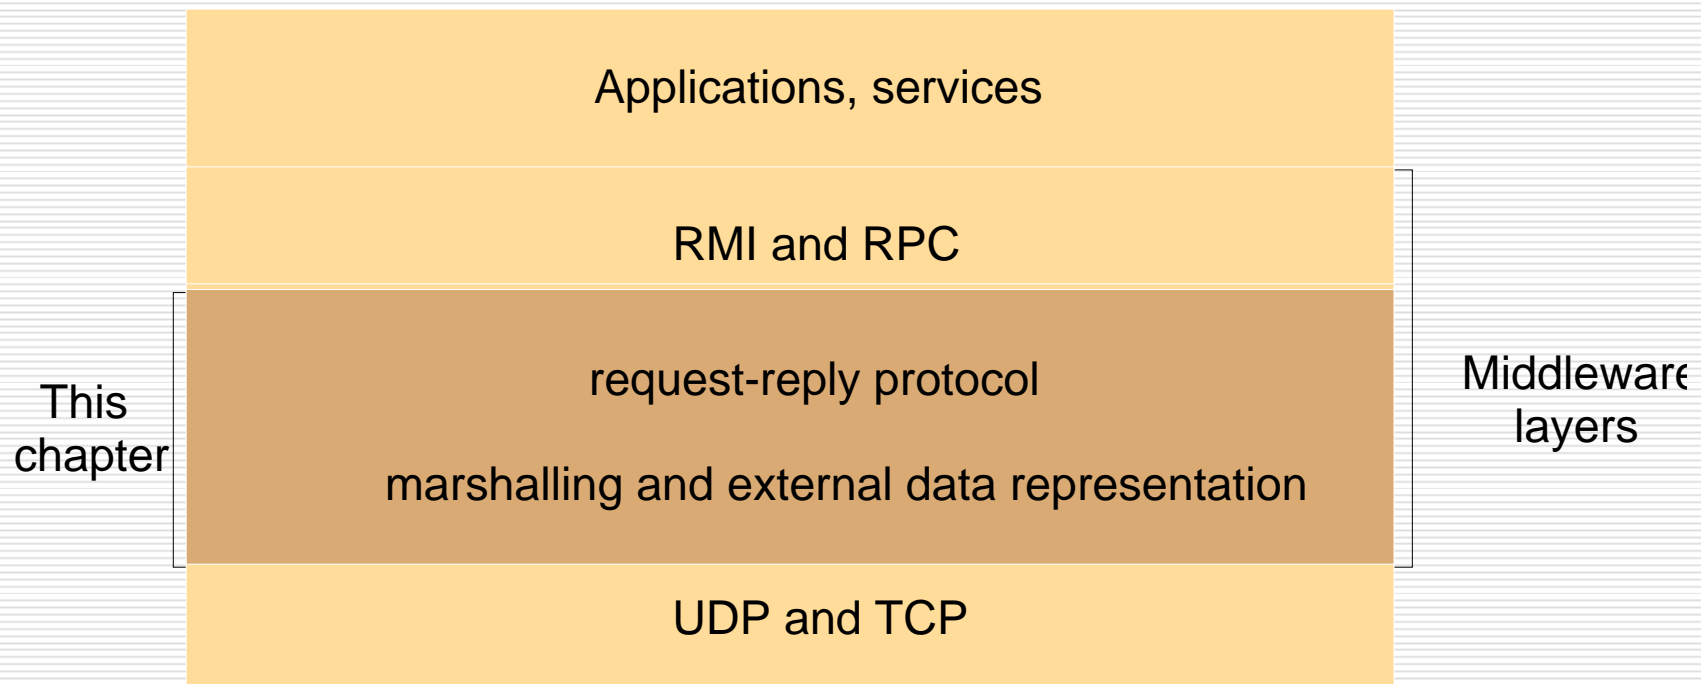 Applications, services
RMI and RPC
request-reply protocol
marshalling and external data representation
UDP and TCP
This
chapter
Middleware
layers